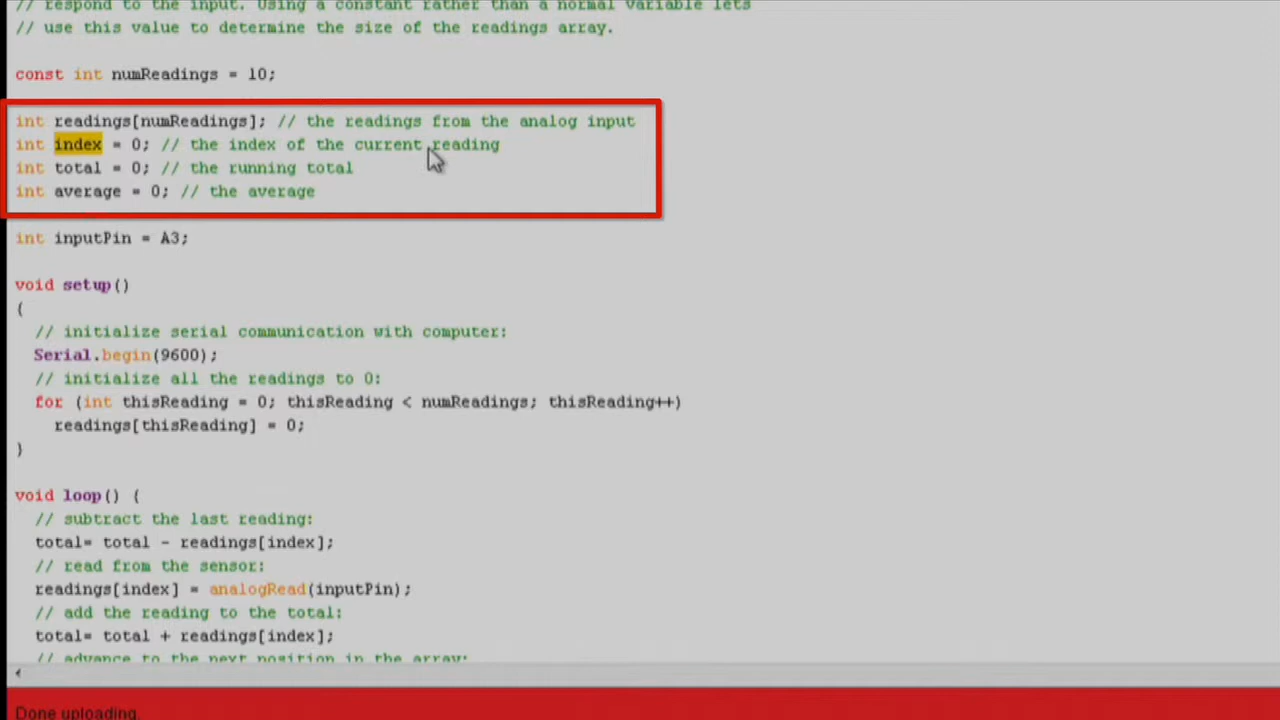 // respond to the input. Using a constant rather than a normal variable lets
// use this value to determine the size of the readings array.
const int numReadings = 10;
int readings[numReadings]; // the readings from the analog input
int index = 0; // the index of the current reading
int total = 0; // the running total
int average = 0; // the average
int inputPin = A3;
void setup()
{
// initialize serial communication with computer:
Serial.begin(9600);
// initialize all the readings to 0:
for (int thisReading = 0; thisReading < numReadings; thisReading++)
readings[thisReading] = 0;
}
void loop() {
// subtract the last reading:
total= total - readings[index];
// read from the sensor:
readings[index] = analogRead(inputPin);
// add the reading to the total:
total= total + readings[index];
// advance to the next position in the array:
Done uploading.